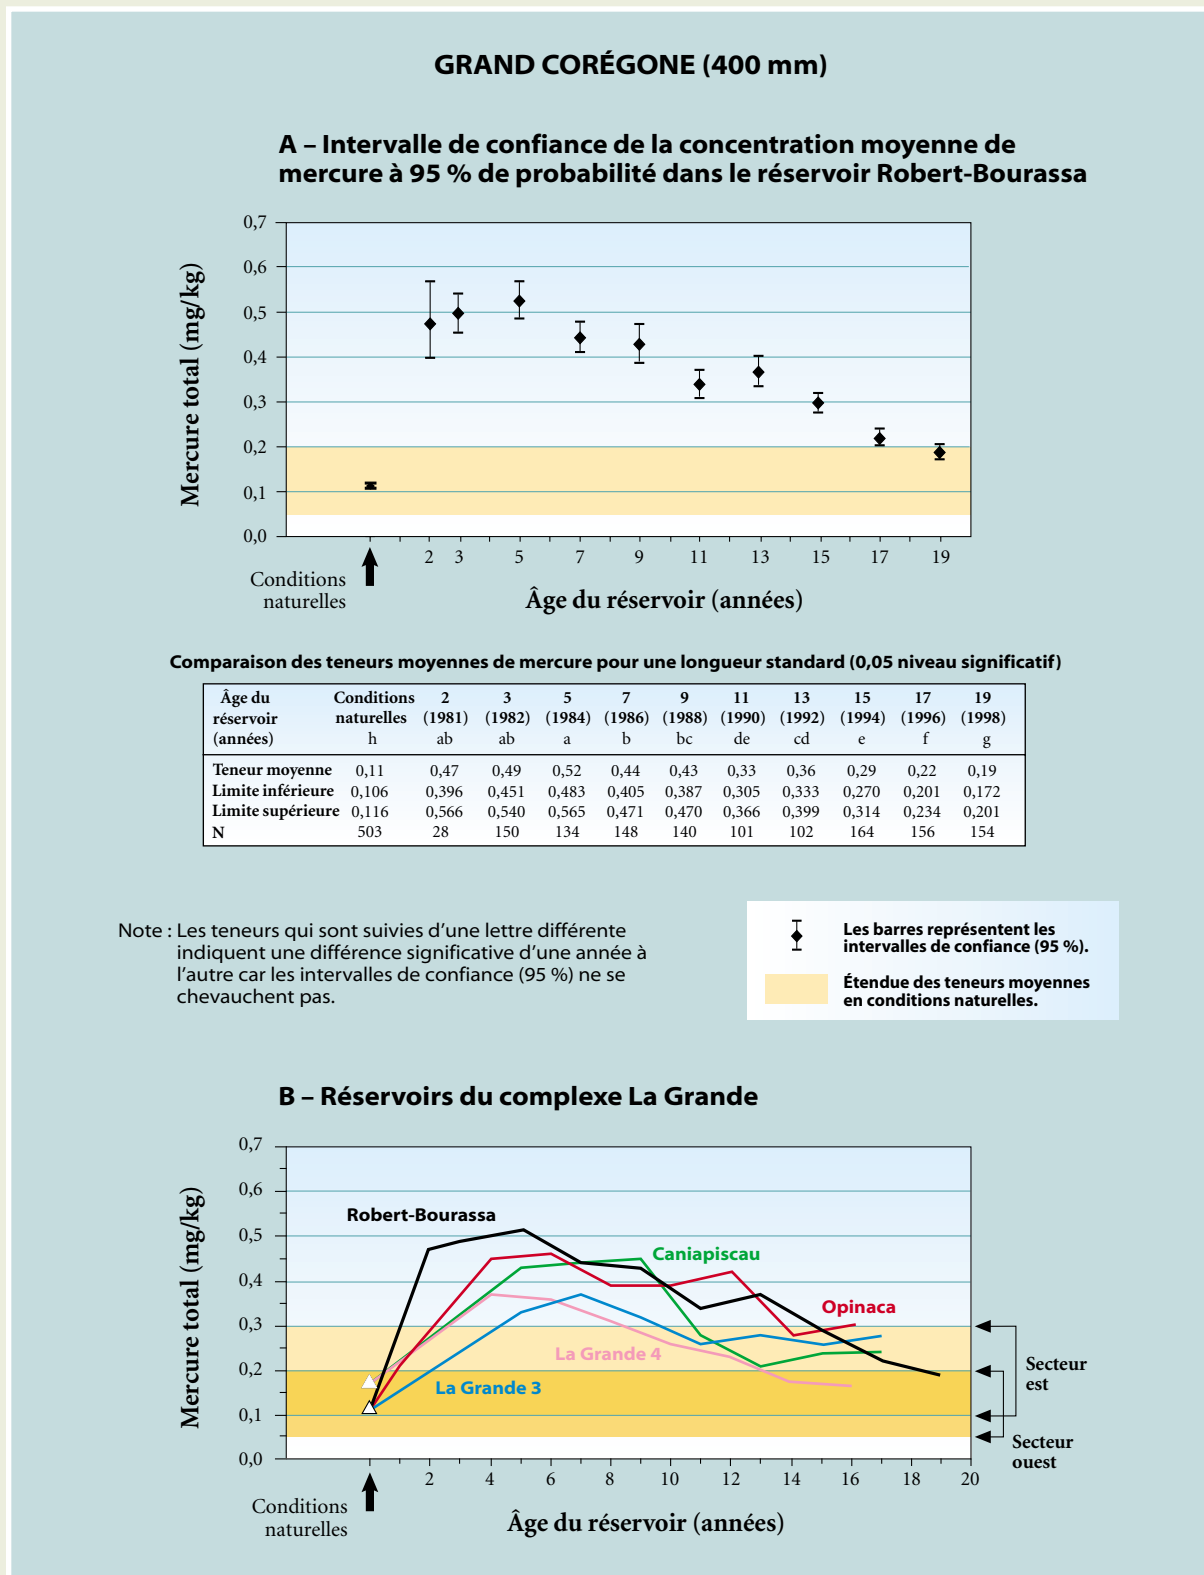 GRAND CORÉGONE (400 mm)
A – Intervalle de confiance de la concentration moyenne de
mercure à 95 % de probabilité dans le réservoir Robert-Bourassa
Mercure total (mg/kg)
0,7
0,6
0,5
0,4
0,3
0,2
0,1
0,0
2 3 5 7 9 11 13 15 17 19
Conditions
naturelles
Âge du réservoir (années)
Comparaison des teneurs moyennes de mercure pour une longueur standard (0,05 niveau significatif)
Âge du Conditions 2 3 5 7 9 11 13 15 17 19
réservoir naturelles (1981) (1982) (1984) (1986) (1988) (1990) (1992) (1994) (1996) (1998)
(années) h ab ab a b bc de cd e f g
Teneur moyenne 0,11 0,47 0,49 0,52 0,44 0,43 0,33 0,36 0,29 0,22 0,19
Limite inférieure 0,106 0,396 0,451 0,483 0,405 0,387 0,305 0,333 0,270 0,201 0,172
Limite supérieure 0,116 0,566 0,540 0,565 0,471 0,470 0,366 0,399 0,314 0,234 0,201
N 503 28 150 134 148 140 101 102 164 156 154
Note : Les teneurs qui sont suivies d’une lettre différente
indiquent une différence significative d’une année à
l’autre car les intervalles de confiance (95 %) ne se
chevauchent pas.
Les barres représentent les
intervalles de confiance (95 %).
Étendue des teneurs moyennes
en conditions naturelles.
B – Réservoirs du complexe La Grande
Mercure total (mg/kg)
0,7
0,6
0,5
0,4
0,3
0,2
0,1
0,0
Robert-Bourassa
Caniapiscau
Opinaca
La Grande 4
La Grande 3
Secteur
est
Secteur
ouest
2 4 6 8 10 12 14 16 18 20
Conditions
naturelles
Âge du réservoir (années)